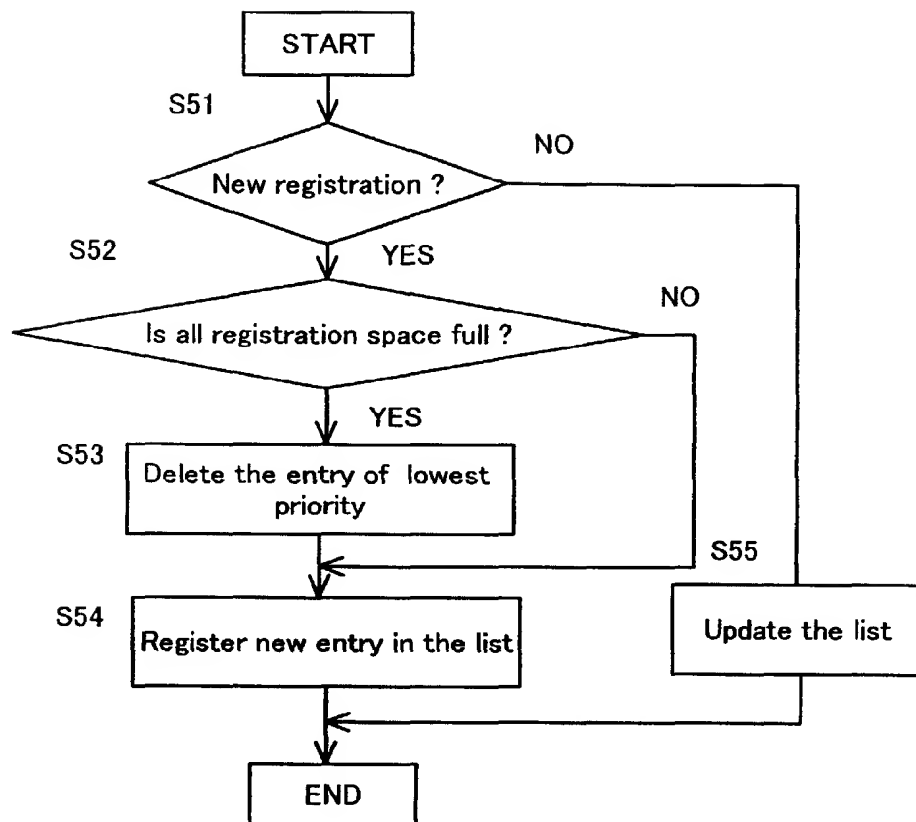 START
S51
NO
New registration ?
S52
YES
NO
Is all registration space full ?
YES
S53
Delete the entry of lowest
priority
S55
S54
Register new entry in the list
Update the list
END